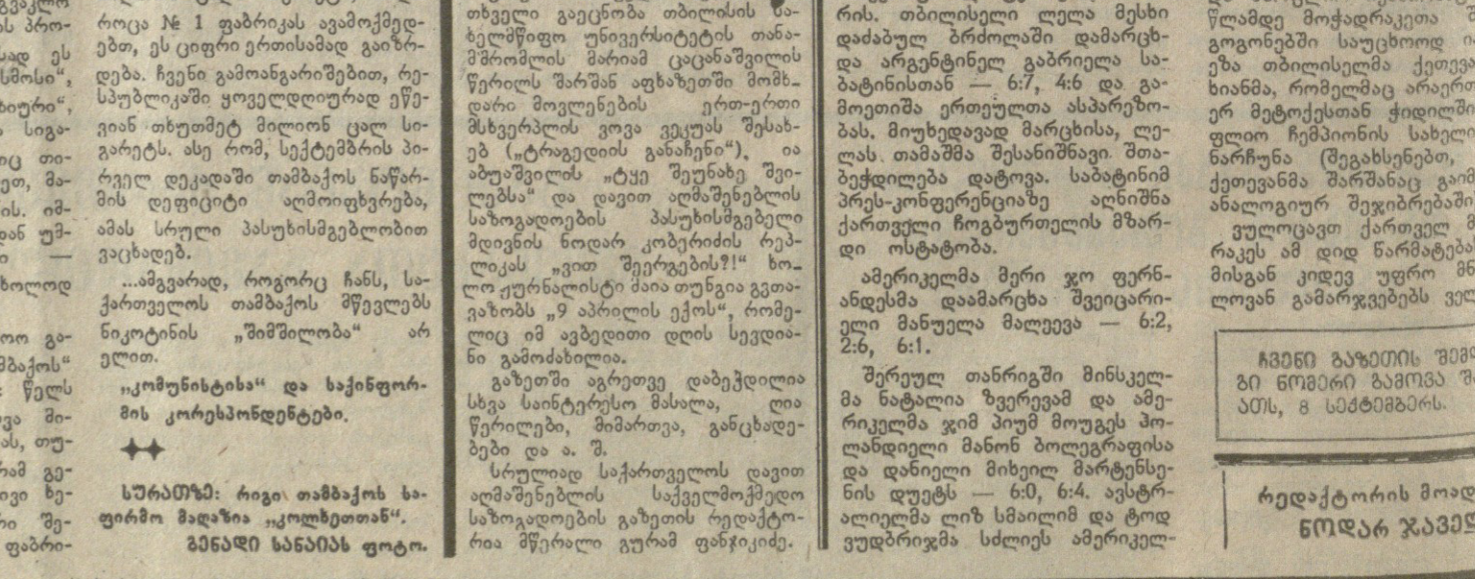 როცა № 1 ფაბრიკას ავამოქმედ-
ებთ, ეს ციფრი ერთისამად გაიზრ-
დება. ჩვენი გამოანგარიშებით, რე-
სპუბლიკაში ყოველდღიურად ეწე-
ვიან თხუთმეტ მილიონ ცალ სი-
გარეტს. ასე რომ, სექტემბრის პი-
რველ დეკადაში თამბაქოს ნაწარ-
მის დეფიციტი აღმოიფხვრება,
ამას სრული პასუხისმგებლობით
ვაცხადებ.
...ამგვარად, როგორც ჩანს, სა-
ქართველოს თამბაქოს მწეველებს
ნიკოტინის „შიმშილობა“ არ
ელით.
„კომუნისტისა“ და საქინფორ-
მის კორესპონდენტები.
სურათზე: რიგი თამბაქოს სა-
ფირმო მაღაზია „კოლხეთთან“.
გენადი სანაიას ფოტო.
თხველი გაეცნობა თბილისის სა-
ხელმწიფო უნივერსიტეტის თანა-
მშრომლის მარიამ ცაცანაშვილის
წერილს შარშან აფხაზეთში მომხ-
დარი მოვლენების ერთ-ერთი
მსხვერპლის ვოვა ვეკუას შესახ-
ებ („ტრაგედიის განაჩენი“), ია
აბუაშვილის „ტყე შეუნახე შვი-
ლებსა“ და დავით აღმაშენებლის
საზოგადოების პასუხისმგებელი
მდივნის ნოდარ კობერიძის რეპ-
ლიკას „ვით შეერგების?!“ ხო-
ლო ჟურნალისტი მაია თუნგია გვთა-
ვაზობს „9 აპრილის ექოს“, რომე-
ლიც იმ ავბედითი დღის სევდია-
ნი გამოძახილია.
გაზეთში აგრეთვე დაბეჭდილია
სხვა საინტერესო მასალა, ღია
წერილები, მიმართვა, განცხადე-
ბები და ა. შ.
სრულიად საქართველოს დავით
აღმაშენებლის საქველმოქმედო
საზოგადოების გაზეთის რედაქტო-
რია მწერალი გურამ ფანჯიკიძე.
რის. თბილისელი ლელა მესხი
დაძაბულ ბრძოლაში დამარცხ-
და არგენტინელ გაბრიელა სა-
ბატინისთან — 6:7, 4:6 და გა-
მოეთიშა ერთეულთა ასპარეზო-
ბას. მიუხედავად მარცხისა, ლე-
ლას თამაშმა შესანიშნავი შთა-
ბეჭდილება დატოვა. საბატინიმ
პრეს-კონფერენციაზე აღნიშნა
ქართველი ჩოგბურთელის მზარ-
დი ოსტატობა.
ამერიკელმა მერი ჯო ფერნ-
ანდესმა დაამარცხა შვეიცარი-
ელი მანუელა მალეევა — 6:2,
2:6, 6:1.
შერეულ თანრიგში მინსკელ-
მა ნატალია ზვერევამ და ამე-
რიკელმა ჯიმ პიუმ მოუგეს ჰო-
ლანდიელი მანონ ბოლეგრაფისა
და დანიელი მიხეილ მარტენსე-
ნის დუეტს — 6:0, 6:4. ავსტრ-
ალიელმა ლიზ სმაილიმ და ტოდ
ვუდბრიჯმა სძლიეს ამერიკელ-
წლამდე მოჭადრაკეთა
გოგონებში საუცხოოდ
ეზა თბილისელმა ქეთევა
ხიანმა, რომელმაც არაერთ
ერ მეტოქესთან ჭიდილში
ფლიო ჩემპიონის სახელი
ნარჩუნა (შეგახსენებთ,
ქეთევანმა შარშანაც გაიმ
ანალოგიურ შეჯიბრებაში
ვულოცავთ ქართველ მ
რაკეს ამ დიდ წარმატება
მისგან კიდევ უფრო მნ
ლოვან გამარჯვებებს ველ
ჩვენი გაზეთის შემდ
გი ნომერი გამოვა შ
ათს, 8 სექტემბერს.
რედაქტორის მოად
ნოდარ ჯავე